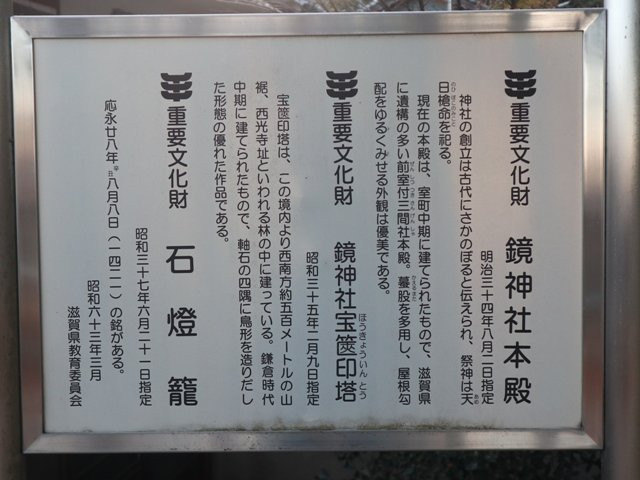 重要文化財　鏡神社本殿
明治三十四年八月二日指定
神社の創立は古代にさかのぼると伝えられ、祭神は天
日槍命を祀る。
現在の本殿は、室町中期に建てられたもので、滋賀県
に遺構の多い前室付三間社本殿。蟇股を多用し、屋根勾
配をゆるくみせる外観は優美である。
重要文化財　鏡神社宝篋印塔
昭和三十五年二月九日指定
宝篋印塔は、この境内より西南方約五百メートルの山
裾、西光寺址といわれる林の中に建っている。鎌倉時代
中期に建てられたもので、軸石の四隅に鳥形を造りだし
た形態の優れた作品である。
重要文化財　石燈籠
昭和三十七年六月二十一日指定
応永廿八年八月八日（一四二一）の銘がある。
昭和六十三年三月
滋賀県教育委員会